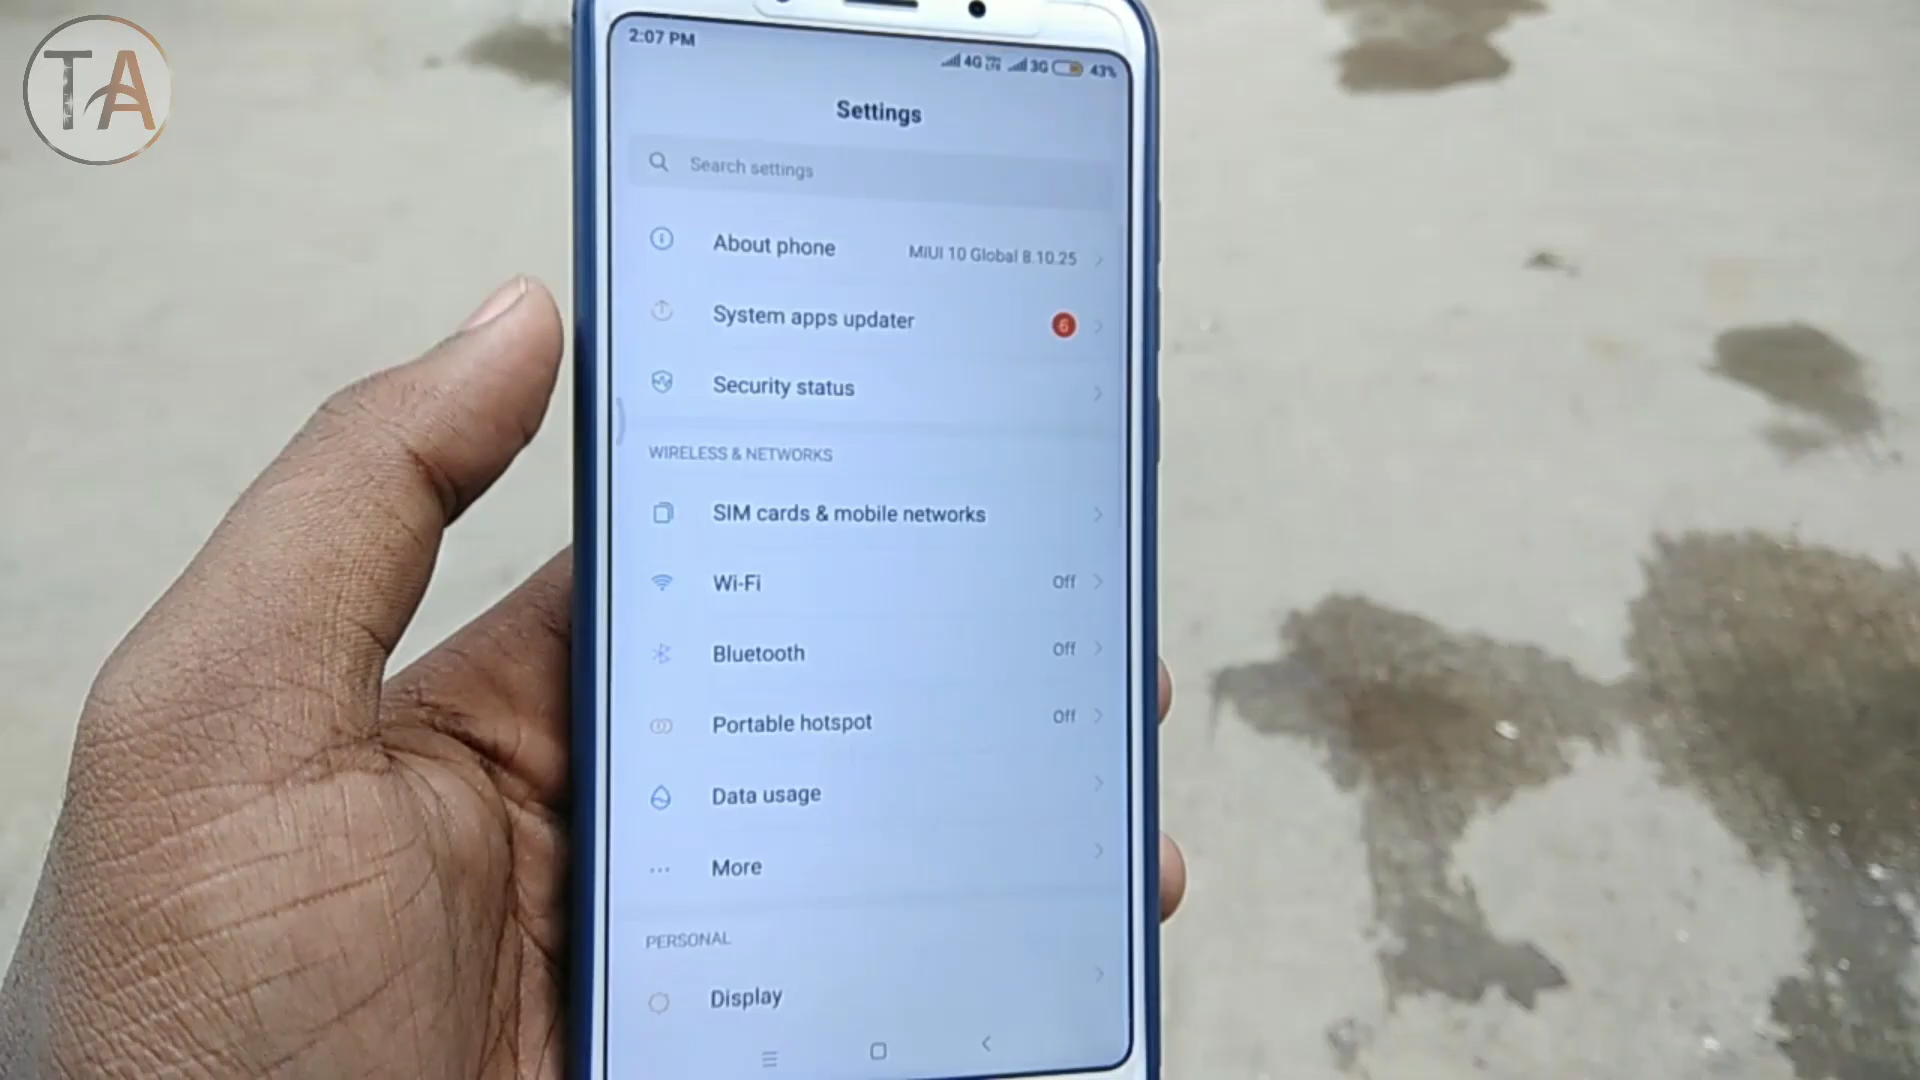 TA
2:07 PM
4G VoLTE 3G 43%
Settings
Search settings
About phone MIUI 10 Global 8.10.25
System apps updater 6
Security status
WIRELESS & NETWORKS
SIM cards & mobile networks
Wi-Fi Off
Bluetooth Off
Portable hotspot Off
Data usage
More
PERSONAL
Display